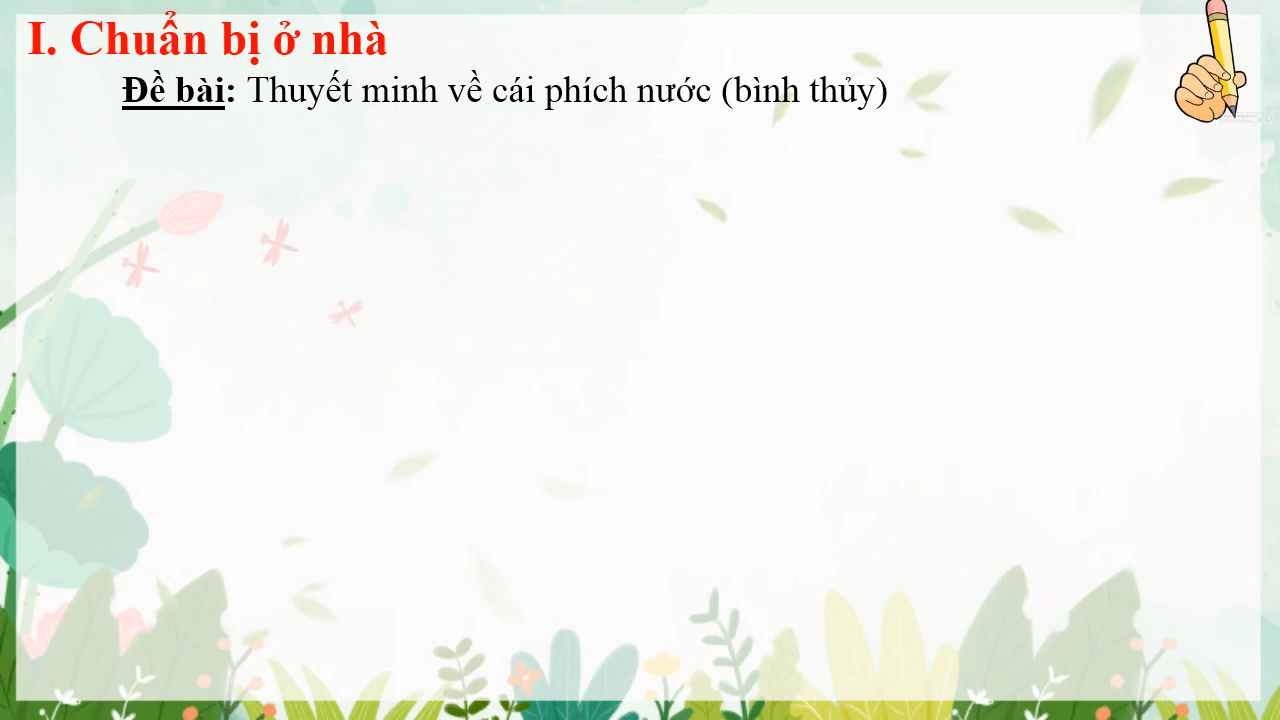 I. Chuẩn bị ở nhà
Đề bài: Thuyết minh về cái phích nước (bình thủy)